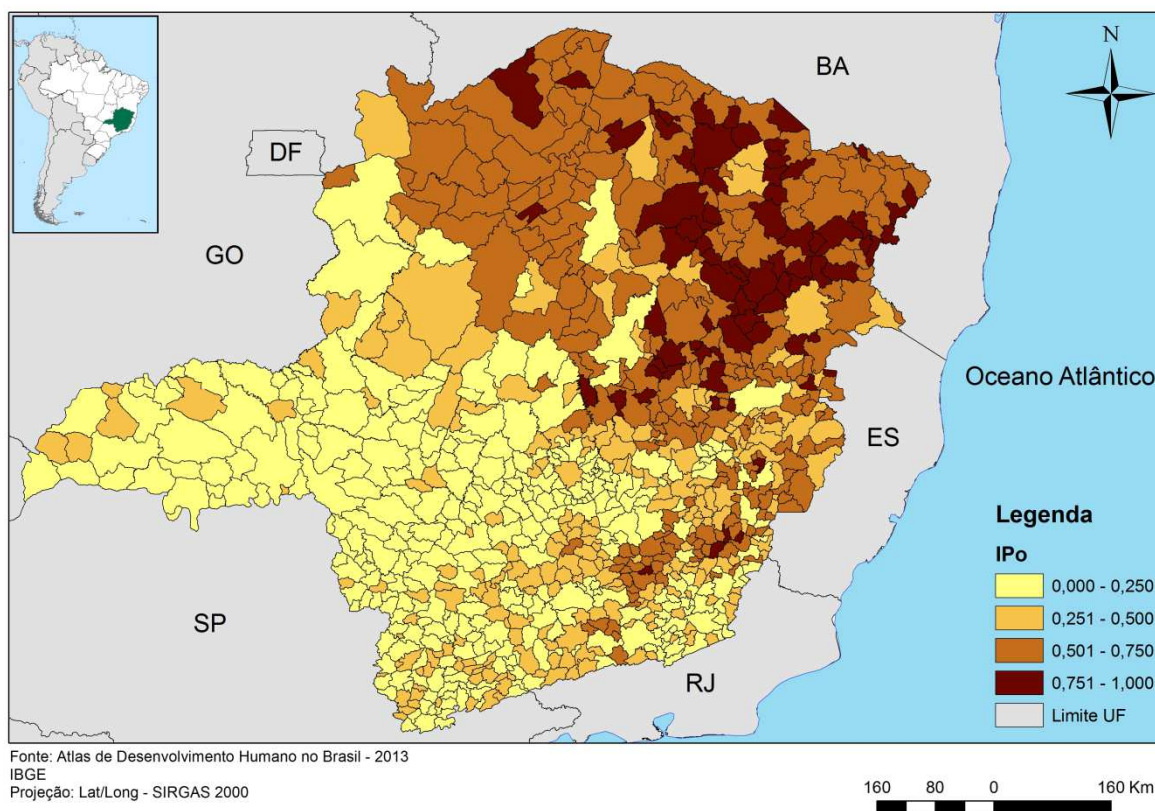 N
BA
DF
GO
Oceano Atlântico
ES
SP
RJ
Legenda
IPo
0,000 - 0,250
0,251 - 0,500
0,501 - 0,750
0,751 - 1,000
Limite UF
Fonte: Atlas de Desenvolvimento Humano no Brasil - 2013
IBGE
Projeção: Lat/Long - SIRGAS 2000
160 80 0 160 Km